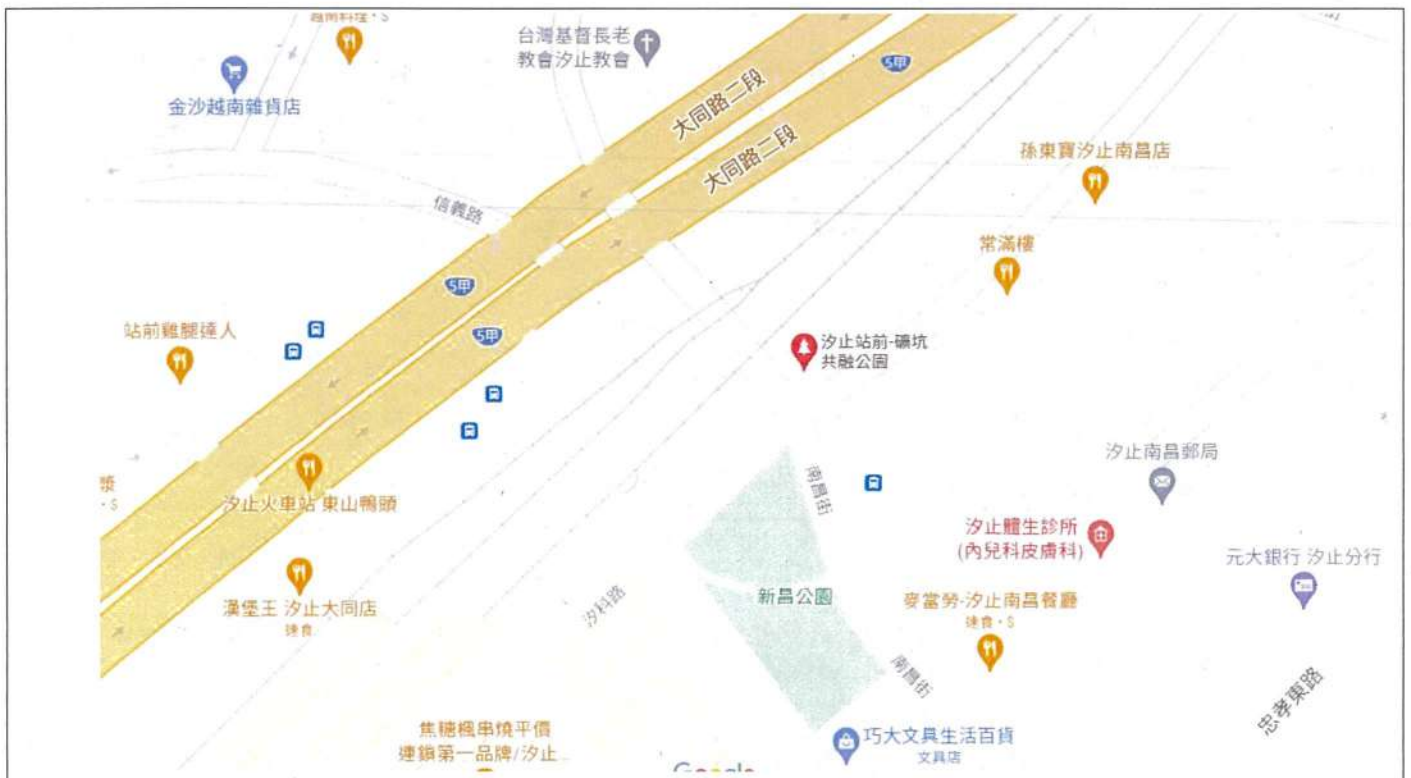 越南料理・$
金沙越南雜貨店
台灣基督長老
教會汐止教會
5甲
大同路二段
大同路二段
孫東寶汐止南昌店
信義路
常滿樓
5甲
站前雞腿達人
5甲
汐止站前-礦坑
共融公園
汐止南昌郵局
漿
・$
汐止火車站 東山鴨頭
南昌街
汐止體生診所
(內兒科皮膚科)
元大銀行 汐止分行
漢堡王 汐止大同店
速食
汐科路
新昌公園
麥當勞-汐止南昌餐廳
速食・$
南昌街
忠孝東路
焦糖楓串燒平價
連鎖第一品牌/汐止...
巧大文具生活百貨
文具店
Google